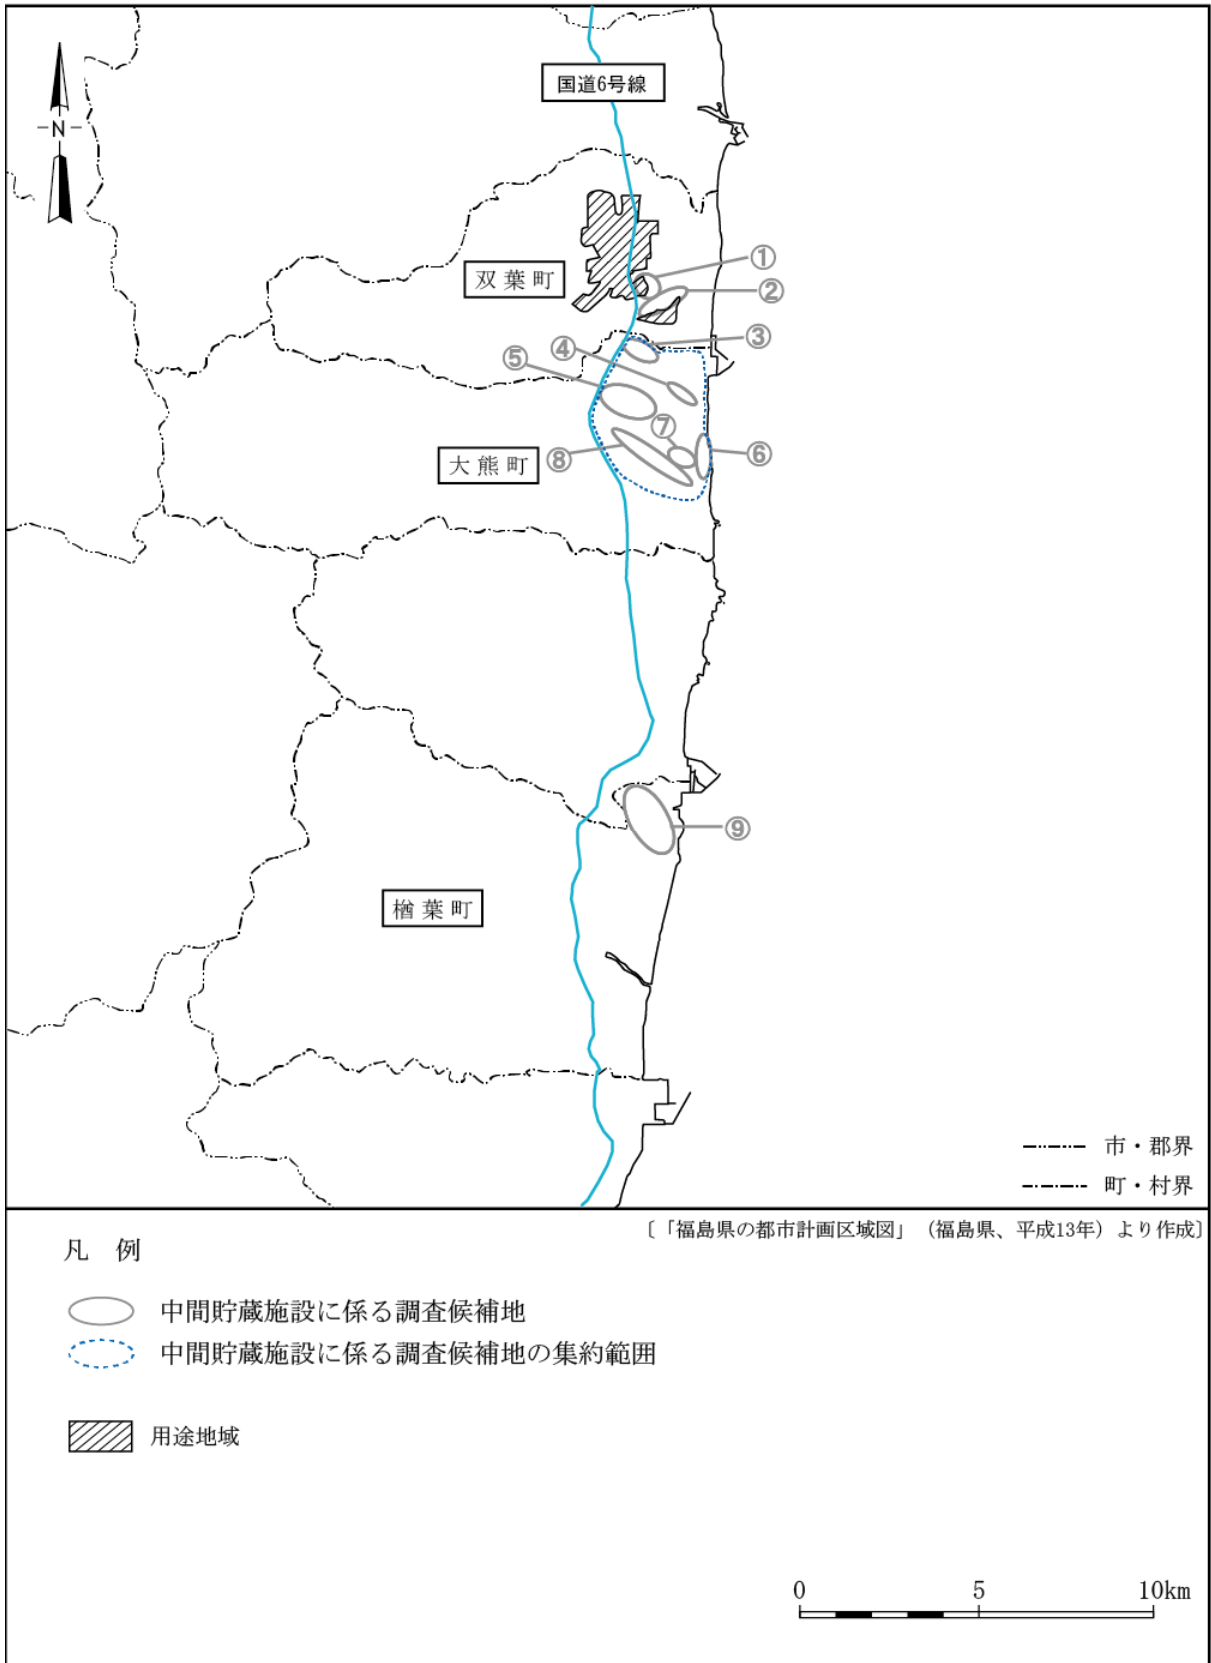 国道6号線
N
①
双葉町
②
③
④
⑤
⑦
大熊町
⑧
⑥
⑨
楢葉町
市・郡界
町・村界
〔「福島県の都市計画区域図」（福島県、平成13年）より作成〕
凡 例
中間貯蔵施設に係る調査候補地
中間貯蔵施設に係る調査候補地の集約範囲
用途地域
0 5 10km